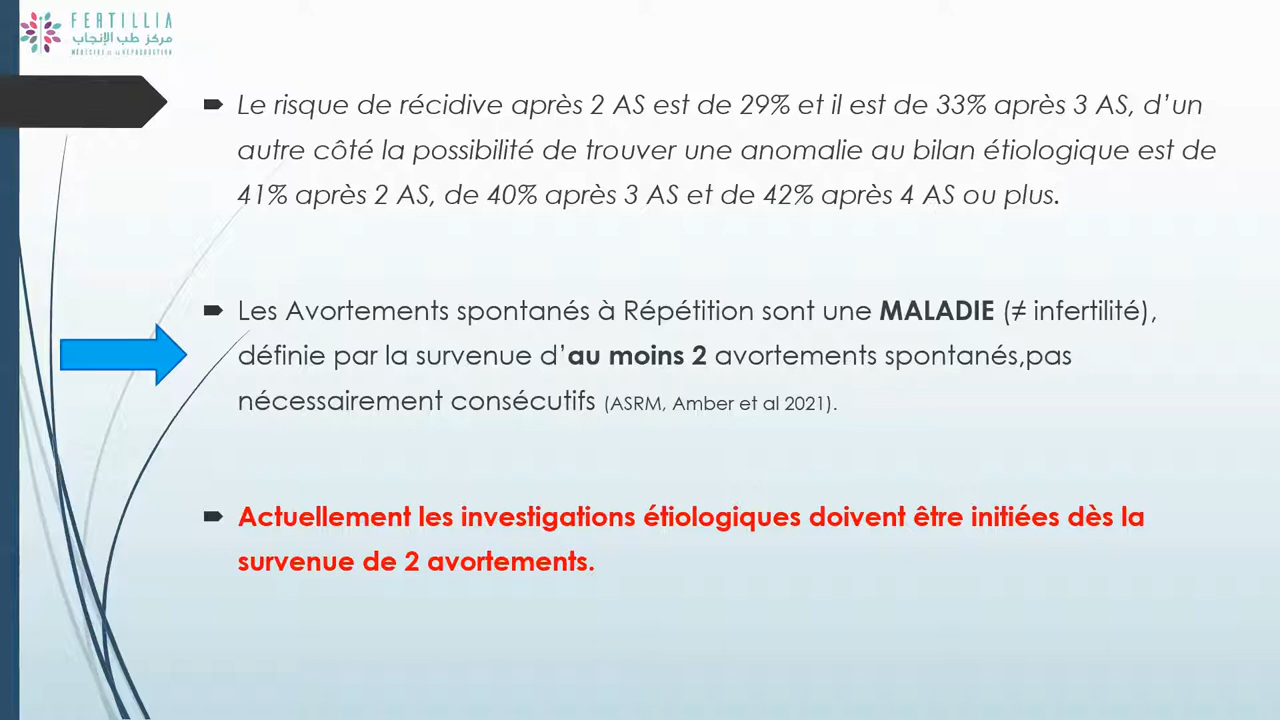 FERTILLIA
مركز طب الإنجاب
MÉDECINE DE LA REPRODUCTION
Le risque de récidive après 2 AS est de 29% et il est de 33% après 3 AS, d’un
autre côté la possibilité de trouver une anomalie au bilan étiologique est de
41% après 2 AS, de 40% après 3 AS et de 42% après 4 AS ou plus.
Les Avortements spontanés à Répétition sont une MALADIE (≠ infertilité),
définie par la survenue d’au moins 2 avortements spontanés,pas
nécessairement consécutifs (ASRM, Amber et al 2021).
Actuellement les investigations étiologiques doivent être initiées dès la
survenue de 2 avortements.